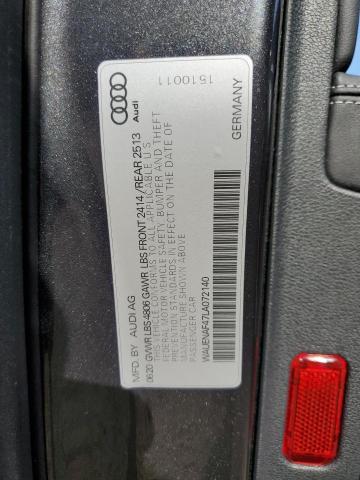 Audi
1510011
MFD. BY AUDI AG GERMANY
06.20 GVWR LBS 4806 GAWR LBS FRONT 2414 / REAR 2513
THIS VEHICLE CONFORMS TO ALL APPLICABLE U S
FEDERAL MOTOR VEHICLE SAFETY, BUMPER AND THEFT
STANDARDS IN EFFECT ON THE DATE OF
MANUFACTURE SHOWN ABOVE
PASSENGER CAR
WAUENAF47LA072140